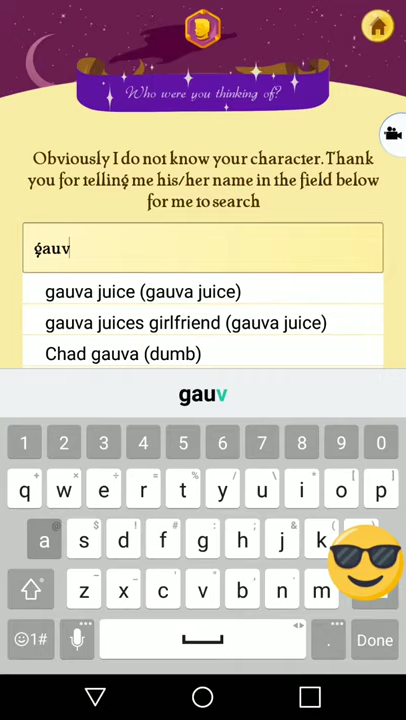 Who were you thinking of?
Obviously I do not know your character. Thank
you for telling me his/her name in the field below
for me to search
gauv
gauva juice (gauva juice)
gauva juices girlfriend (gauva juice)
Chad gauva (dumb)
gauv
1 2 3 4 5 6 7 8 9 0
+ × ÷ = % / \ | [ ]
q w e r t y u i o p
@ $ ! # : ; & * (
a s d f g h j k
_ ~ ' " - ?
z x c v b n m
☺1# . Done